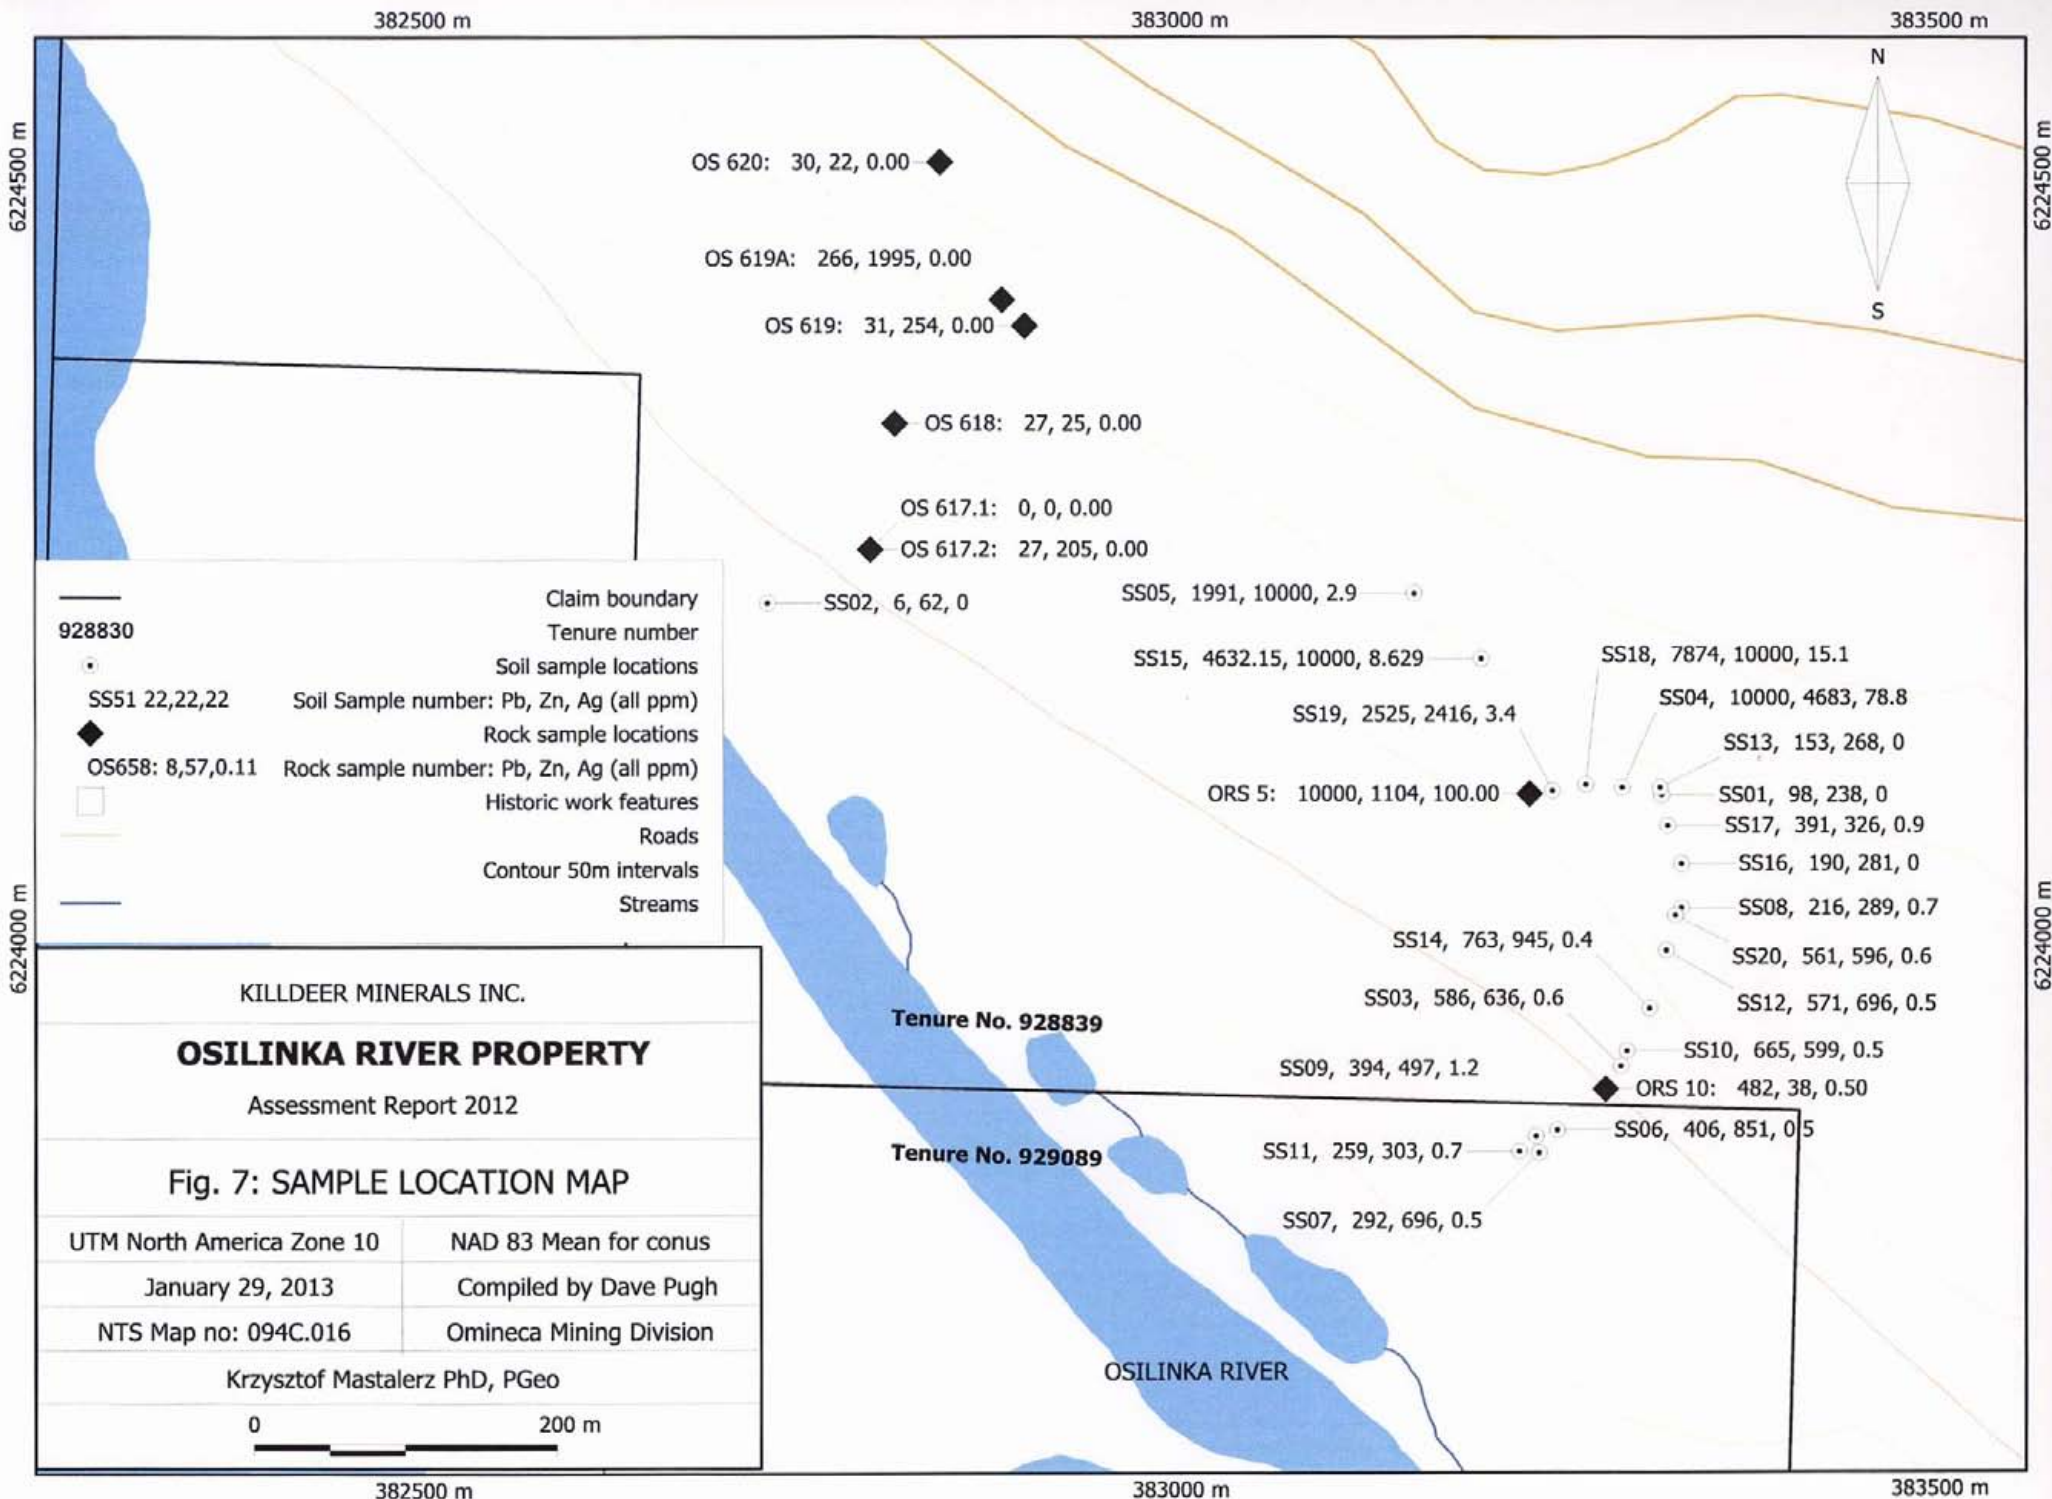 382500 m
383000 m
383500 m
6224500 m
6224500 m
N
S
OS 620: 30, 22, 0.00
OS 619A: 266, 1995, 0.00
OS 619: 31, 254, 0.00
OS 618: 27, 25, 0.00
OS 617.1: 0, 0, 0.00
OS 617.2: 27, 205, 0.00
SS02, 6, 62, 0
SS05, 1991, 10000, 2.9
SS15, 4632.15, 10000, 8.629
SS18, 7874, 10000, 15.1
SS04, 10000, 4683, 78.8
SS19, 2525, 2416, 3.4
SS13, 153, 268, 0
ORS 5: 10000, 1104, 100.00
SS01, 98, 238, 0
SS17, 391, 326, 0.9
SS16, 190, 281, 0
SS08, 216, 289, 0.7
SS14, 763, 945, 0.4
SS20, 561, 596, 0.6
SS03, 586, 636, 0.6
SS12, 571, 696, 0.5
SS10, 665, 599, 0.5
SS09, 394, 497, 1.2
ORS 10: 482, 38, 0.50
SS06, 406, 851, 0.5
SS11, 259, 303, 0.7
SS07, 292, 696, 0.5
Tenure No. 928839
Tenure No. 929089
OSILINKA RIVER
6224000 m
6224000 m
Claim boundary
928830 Tenure number
Soil sample locations
SS51 22,22,22 Soil Sample number: Pb, Zn, Ag (all ppm)
Rock sample locations
OS658: 8,57,0.11 Rock sample number: Pb, Zn, Ag (all ppm)
Historic work features
Roads
Contour 50m intervals
Streams
KILLDEER MINERALS INC.
OSILINKA RIVER PROPERTY
Assessment Report 2012
Fig. 7: SAMPLE LOCATION MAP
UTM North America Zone 10 NAD 83 Mean for conus
January 29, 2013 Compiled by Dave Pugh
NTS Map no: 094C.016 Omineca Mining Division
Krzysztof Mastalerz PhD, PGeo
0 200 m
382500 m
383000 m
383500 m